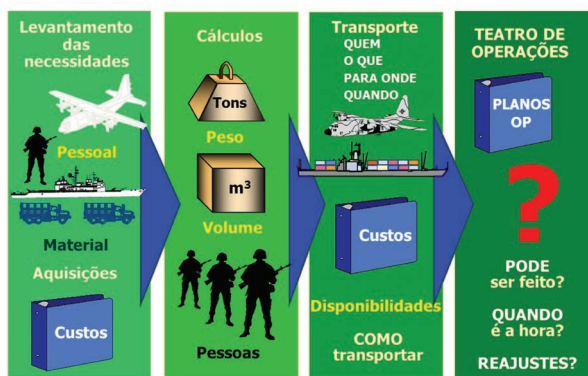 Levantamento
das
necessidades
Pessoal
Material
Aquisições
Custos
Cálculos
Tons
Peso
m³
Volume
Pessoas
Transporte
QUEM
O QUE
PARA ONDE
QUANDO
Custos
Disponibilidades
COMO
transportar
TEATRO DE
OPERAÇÕES
PLANOS
OP
?
PODE
ser feito?
QUANDO
é a hora?
REAJUSTES?